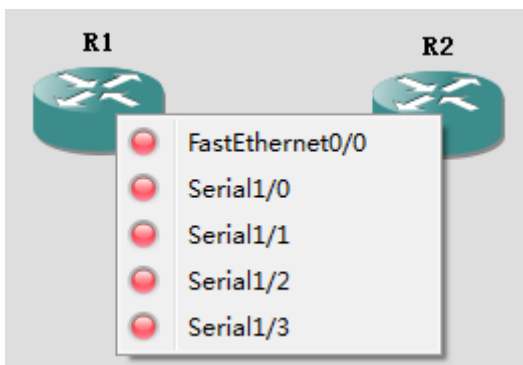 R1
R2
FastEthernet0/0
Serial1/0
Serial1/1
Serial1/2
Serial1/3